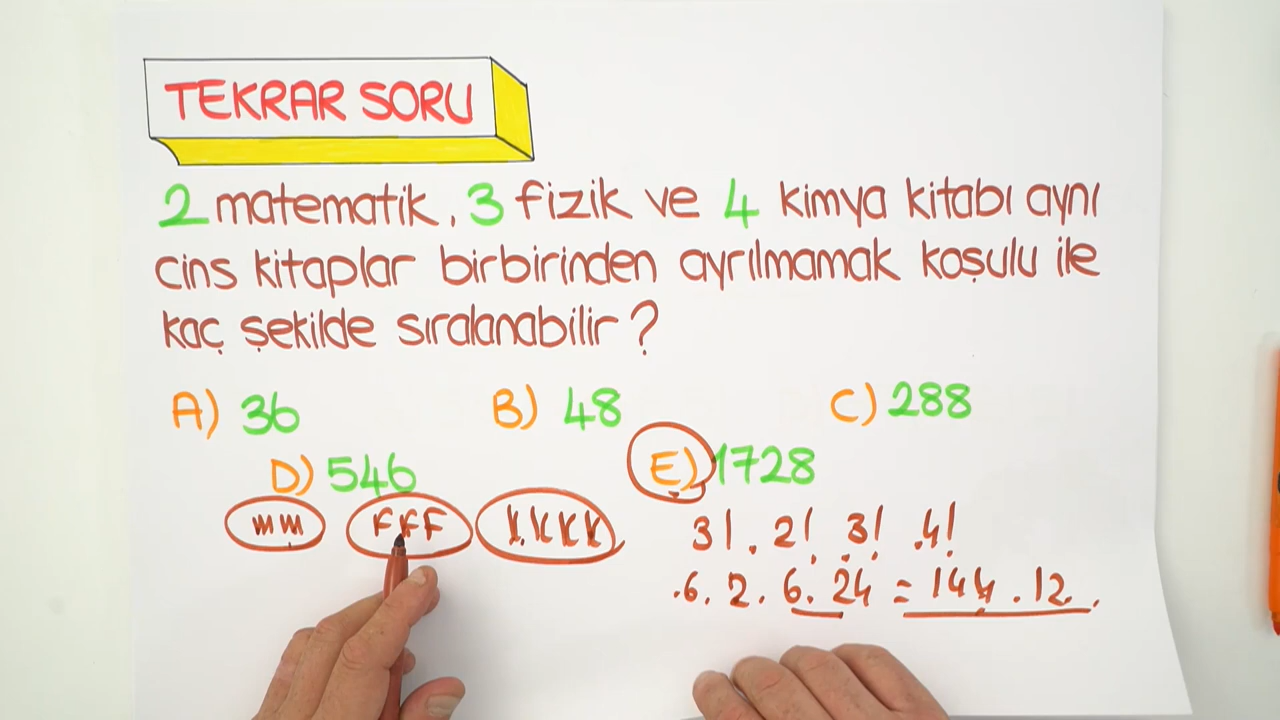 TEKRAR SORU
2 matematik, 3 fizik ve 4 kimya kitabı aynı
cins kitaplar birbirinden ayrılmamak koşulu ile
kaç şekilde sıralanabilir?
A) 36 B) 48 C) 288
D) 546 E) 1728
mm FFF KKKK 3! . 2! 3! . 4!
.6. 2. 6. 24 = 144 . 12.